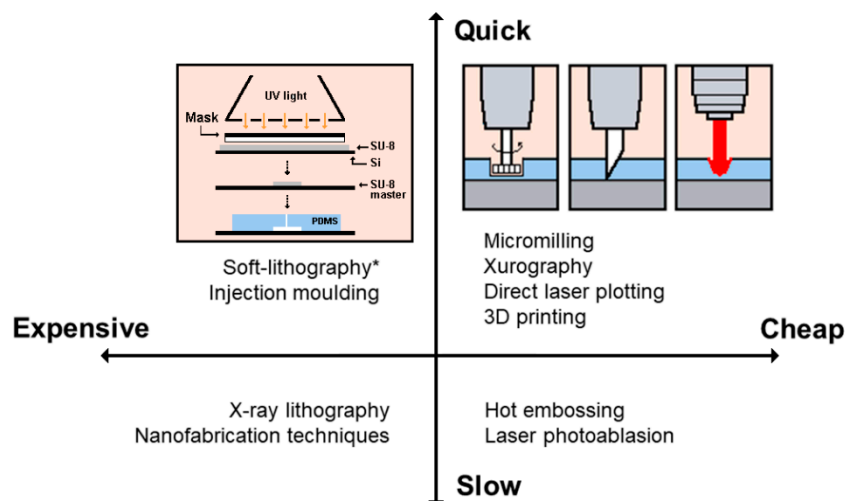 Quick
UV light
Mask
SU-8
Si
SU-8
master
PDMS
Soft-lithography*
Injection moulding
Micromilling
Xurography
Direct laser plotting
3D printing
Expensive
Cheap
X-ray lithography
Nanofabrication techniques
Hot embossing
Laser photoablasion
Slow